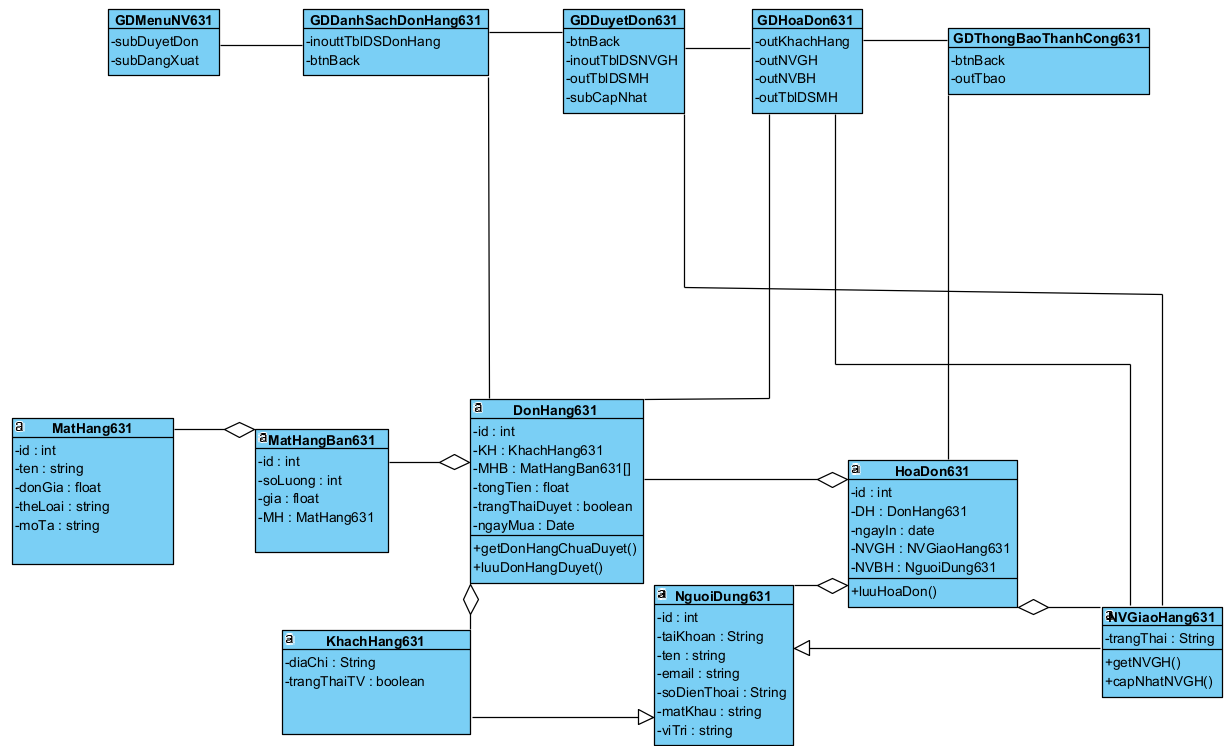 GDMenuNV631
-subDuyetDon
-subDangXuat
GDDanhSachDonHang631
-inouttTblDSDonHang
-btnBack
GDDuyetDon631
-btnBack
-inoutTblDSNVGH
-outTblDSMH
-subCapNhat
GDHoaDon631
-outKhachHang
-outNVGH
-outNVBH
-outTblDSMH
GDThongBaoThanhCong631
-btnBack
-outTbao
a
MatHang631
-id : int
-ten : string
-donGia : float
-theLoai : string
-moTa : string
a
MatHangBan631
-id : int
-soLuong : int
-gia : float
-MH : MatHang631
a
DonHang631
-id : int
-KH : KhachHang631
-MHB : MatHangBan631[]
-tongTien : float
-trangThaiDuyet : boolean
-ngayMua : Date
+getDonHangChuaDuyet()
+luuDonHangDuyet()
a
HoaDon631
-id : int
-DH : DonHang631
-ngayIn : date
-NVGH : NVGiaoHang631
-NVBH : NguoiDung631
+luuHoaDon()
a
KhachHang631
-diaChi : String
-trangThaiTV : boolean
a
NguoiDung631
-id : int
-taiKhoan : String
-ten : string
-email : string
-soDienThoai : String
-matKhau : string
-viTri : string
a
NVGiaoHang631
-trangThai : String
+getNVGH()
+capNhatNVGH()